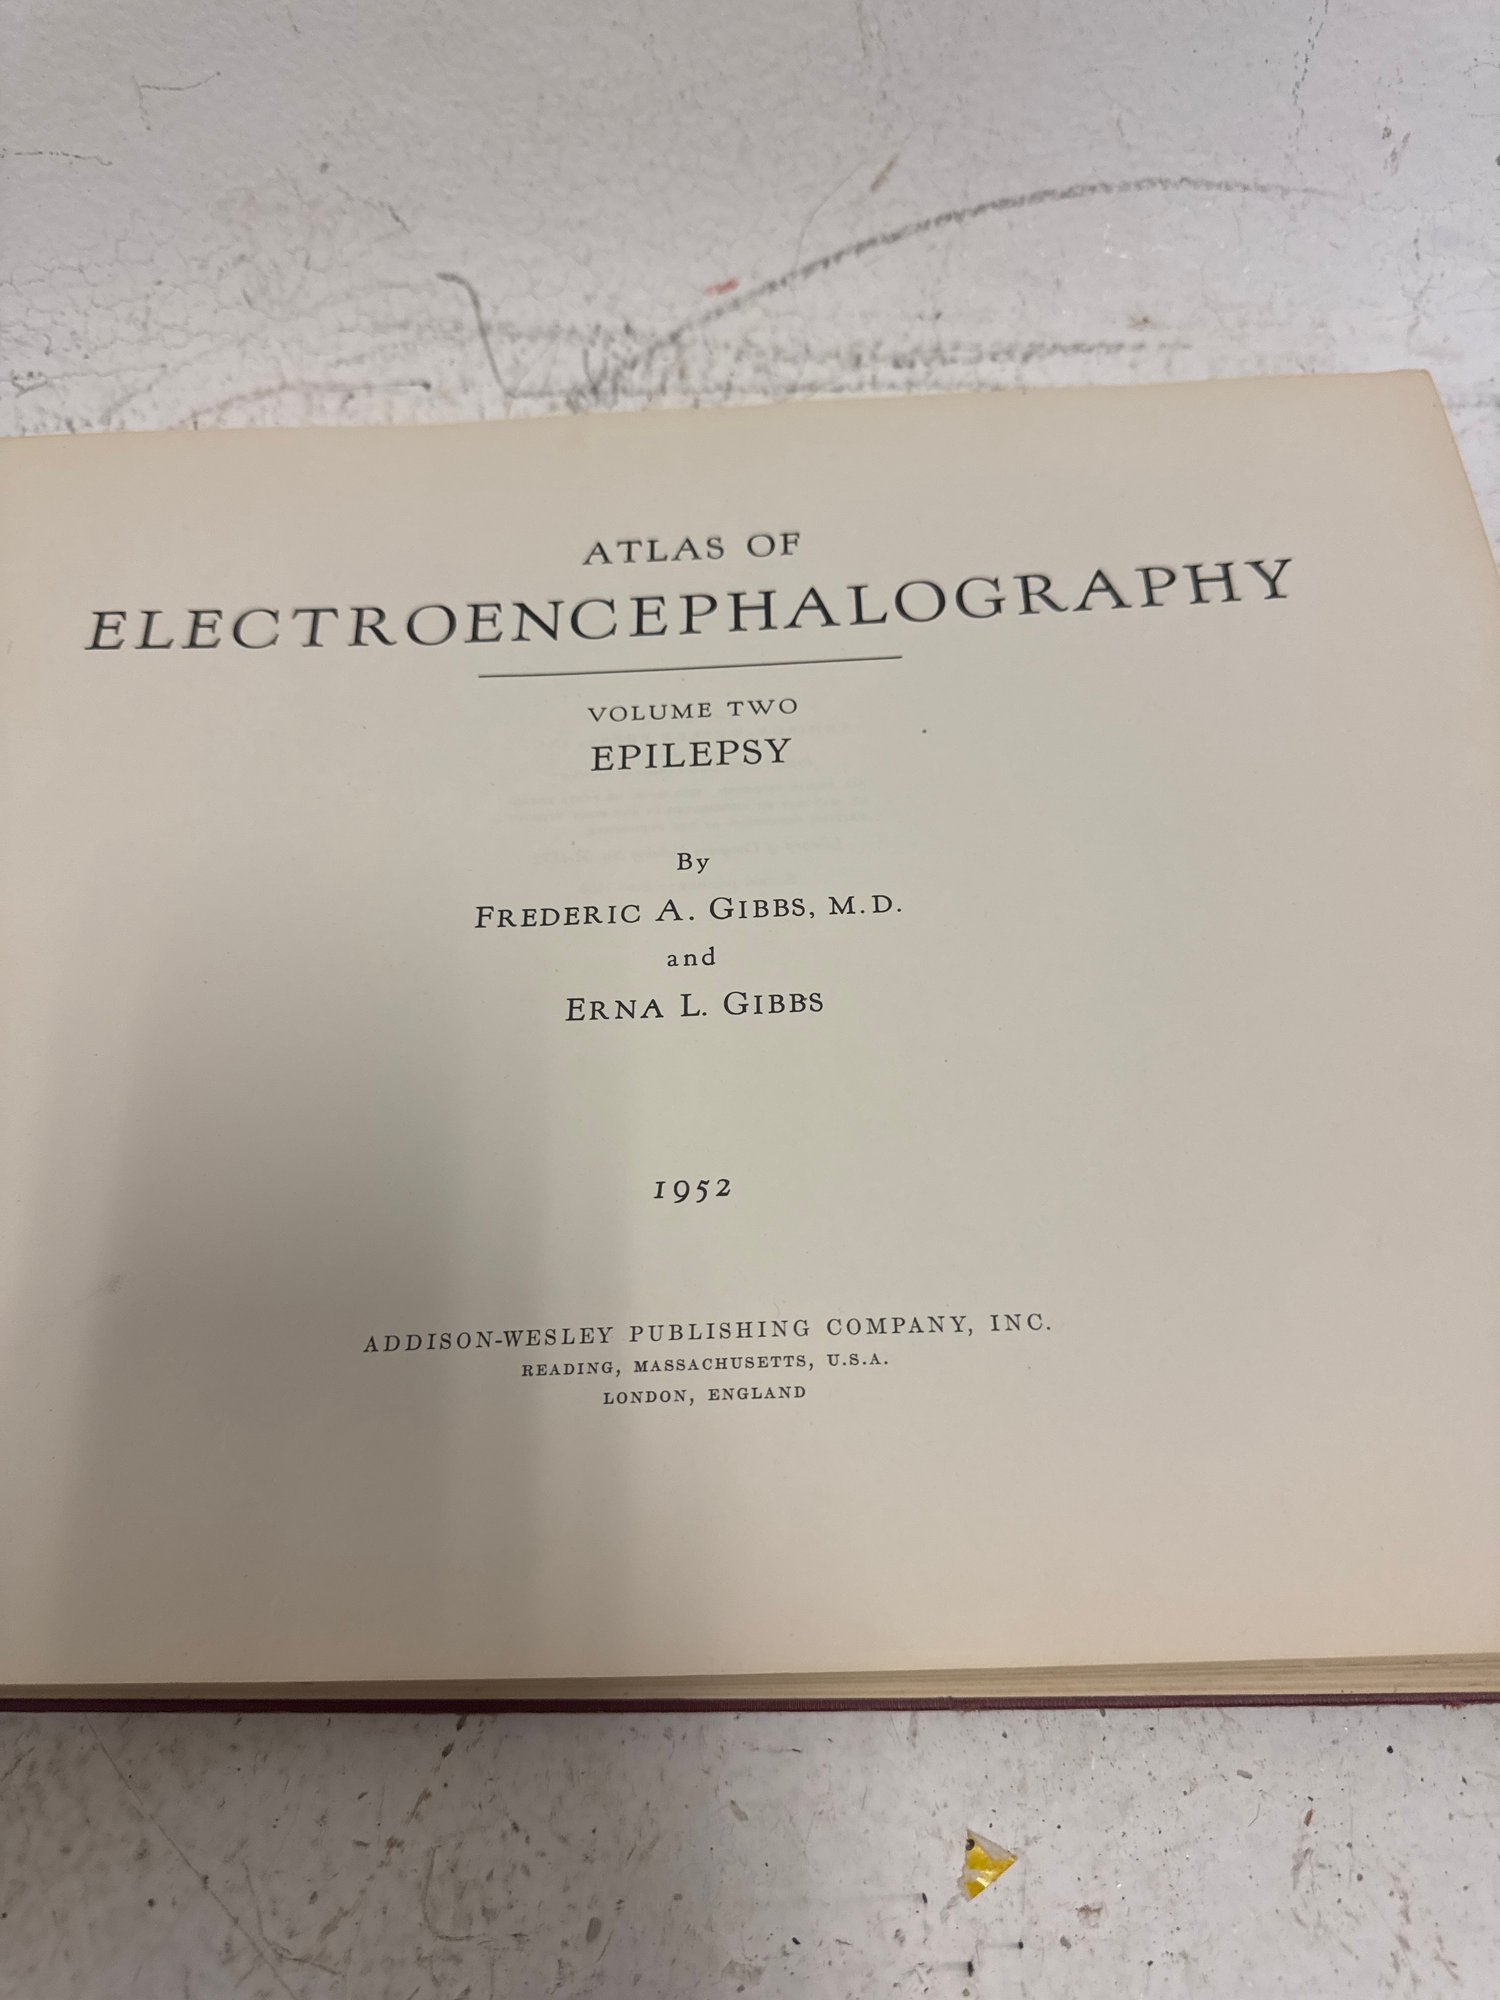 ATLAS OF
ELECTROENCEPHALOGRAPHY
VOLUME TWO
EPILEPSY
By
FREDERIC A. GIBBS, M.D.
and
ERNA L. GIBBS
1952
ADDISON-WESLEY PUBLISHING COMPANY, INC.
READING, MASSACHUSETTS, U.S.A.
LONDON, ENGLAND